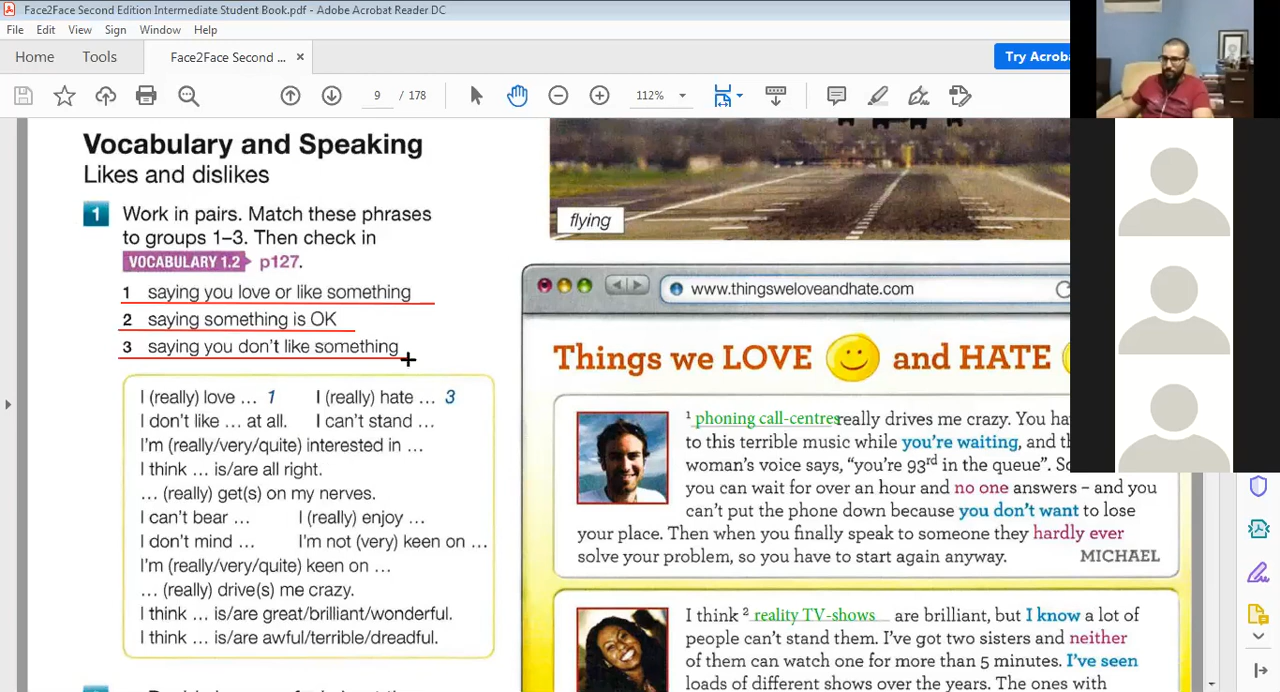 Face2Face Second Edition Intermediate Student Book.pdf - Adobe Acrobat Reader DC
File Edit View Sign Window Help
Home Tools Face2Face Second ... × Try Acroba
9 / 178 112%
Vocabulary and Speaking
Likes and dislikes
1 Work in pairs. Match these phrases
to groups 1–3. Then check in
VOCABULARY 1.2 p127.
1 saying you love or like something
2 saying something is OK
3 saying you don't like something
I (really) love ... 1 I (really) hate ... 3
I don't like ... at all. I can't stand ...
I'm (really/very/quite) interested in ...
I think ... is/are all right.
... (really) get(s) on my nerves.
I can't bear ... I (really) enjoy ...
I don't mind ... I'm not (very) keen on ...
I'm (really/very/quite) keen on ...
... (really) drive(s) me crazy.
I think ... is/are great/brilliant/wonderful.
I think ... is/are awful/terrible/dreadful.
flying
www.thingsweloveandhate.com
Things we LOVE and HATE
1 phoning call-centres really drives me crazy. You ha
to this terrible music while you're waiting, and th
woman's voice says, “you're 93rd in the queue”. So
you can wait for over an hour and no one answers – and you
can't put the phone down because you don't want to lose
your place. Then when you finally speak to someone they hardly ever
solve your problem, so you have to start again anyway. MICHAEL
I think 2 reality TV-shows are brilliant, but I know a lot of
people can't stand them. I've got two sisters and neither
of them can watch one for more than 5 minutes. I've seen
loads of different shows over the years. The ones with